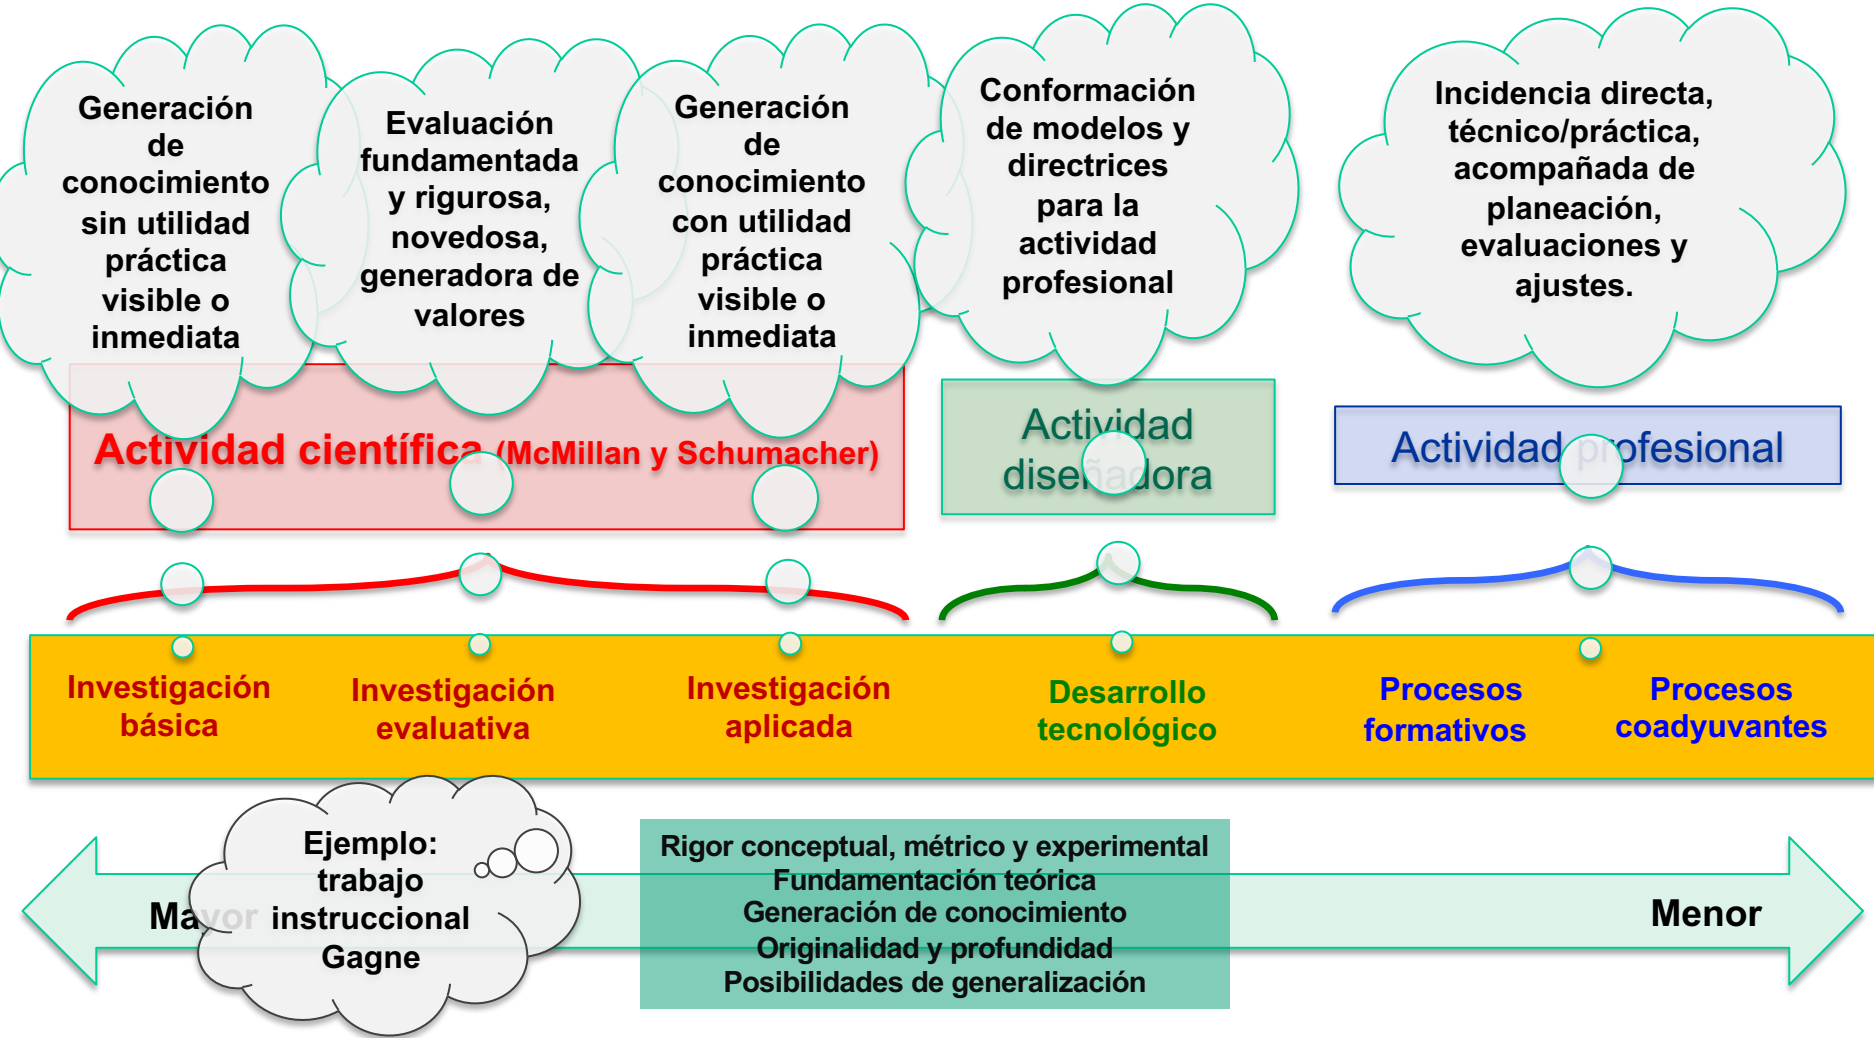 Generación
de
conocimiento
sin utilidad
práctica
visible o
inmediata
Evaluación
fundamentada
y rigurosa,
novedosa,
generadora de
valores
Generación
de
conocimiento
con utilidad
práctica
visible o
inmediata
Conformación
de modelos y
directrices
para la
actividad
profesional
Incidencia directa,
técnico/práctica,
acompañada de
planeación,
evaluaciones y
ajustes.
Actividad científica (McMillan y Schumacher)
Actividad
diseñadora
Actividad profesional
Investigación
básica
Investigación
evaluativa
Investigación
aplicada
Desarrollo
tecnológico
Procesos
formativos
Procesos
coadyuvantes
Mayor
Ejemplo:
trabajo
instruccional
Gagne
Rigor conceptual, métrico y experimental
Fundamentación teórica
Generación de conocimiento
Originalidad y profundidad
Posibilidades de generalización
Menor